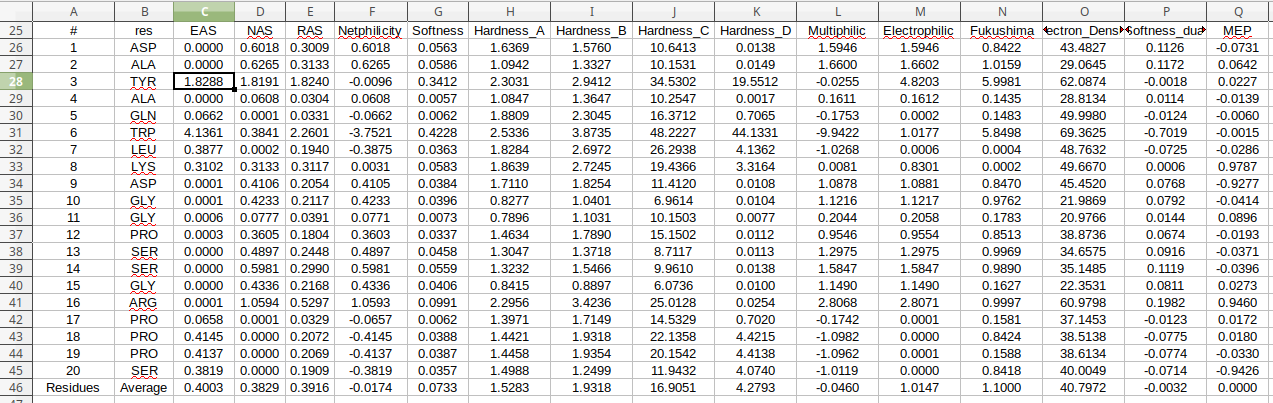 A B C D E F G H I J K L M N O P Q
25 # res EAS NAS RAS Netphilicity Softness Hardness_A Hardness_B Hardness_C Hardness_D Multiphilic Electrophilic Fukushima ectron_Dens Softness_dua MEP
26 1 ASP 0.0000 0.6018 0.3009 0.6018 0.0563 1.6369 1.5760 10.6413 0.0138 1.5946 1.5946 0.8422 43.4827 0.1126 -0.0731
27 2 ALA 0.0000 0.6265 0.3133 0.6265 0.0586 1.0942 1.3327 10.1531 0.0149 1.6600 1.6602 1.0159 29.0645 0.1172 0.0642
28 3 TYR 1.8288 1.8191 1.8240 -0.0096 0.3412 2.3031 2.9412 34.5302 19.5512 -0.0255 4.8203 5.9981 62.0874 -0.0018 0.0227
29 4 ALA 0.0000 0.0608 0.0304 0.0608 0.0057 1.0847 1.3647 10.2547 0.0017 0.1611 0.1612 0.1435 28.8134 0.0114 -0.0139
30 5 GLN 0.0662 0.0001 0.0331 -0.0662 0.0062 1.8809 2.3045 16.3712 0.7065 -0.1753 0.0002 0.1483 49.9980 -0.0124 -0.0060
31 6 TRP 4.1361 0.3841 2.2601 -3.7521 0.4228 2.5336 3.8735 48.2227 44.1331 -9.9422 1.0177 5.8498 69.3625 -0.7019 -0.0015
32 7 LEU 0.3877 0.0002 0.1940 -0.3875 0.0363 1.8284 2.6972 26.2938 4.1362 -1.0268 0.0006 0.0004 48.7632 -0.0725 -0.0286
33 8 LYS 0.3102 0.3133 0.3117 0.0031 0.0583 1.8639 2.7245 19.4366 3.3164 0.0081 0.8301 0.0002 49.6670 0.0006 0.9787
34 9 ASP 0.0001 0.4106 0.2054 0.4105 0.0384 1.7110 1.8254 11.4120 0.0108 1.0878 1.0881 0.8470 45.4520 0.0768 -0.9277
35 10 GLY 0.0001 0.4233 0.2117 0.4233 0.0396 0.8277 1.0401 6.9614 0.0104 1.1216 1.1217 0.9762 21.9869 0.0792 -0.0414
36 11 GLY 0.0006 0.0777 0.0391 0.0771 0.0073 0.7896 1.1031 10.1503 0.0077 0.2044 0.2058 0.1783 20.9766 0.0144 0.0896
37 12 PRO 0.0003 0.3605 0.1804 0.3603 0.0337 1.4634 1.7890 15.1502 0.0112 0.9546 0.9554 0.8513 38.8736 0.0674 -0.0193
38 13 SER 0.0000 0.4897 0.2448 0.4897 0.0458 1.3047 1.3718 8.7117 0.0113 1.2975 1.2975 0.9969 34.6575 0.0916 -0.0371
39 14 SER 0.0000 0.5981 0.2990 0.5981 0.0559 1.3232 1.5466 9.9610 0.0138 1.5847 1.5847 0.9890 35.1485 0.1119 -0.0396
40 15 GLY 0.0000 0.4336 0.2168 0.4336 0.0406 0.8415 0.8897 6.0736 0.0100 1.1490 1.1490 0.1627 22.3531 0.0811 0.0273
41 16 ARG 0.0001 1.0594 0.5297 1.0593 0.0991 2.2956 3.4236 25.0128 0.0254 2.8068 2.8071 0.9997 60.9798 0.1982 0.9460
42 17 PRO 0.0658 0.0001 0.0329 -0.0657 0.0062 1.3971 1.7149 14.5329 0.7020 -0.1742 0.0001 0.1581 37.1453 -0.0123 0.0172
43 18 PRO 0.4145 0.0000 0.2072 -0.4145 0.0388 1.4421 1.9318 22.1358 4.4215 -1.0982 0.0000 0.8424 38.5138 -0.0775 0.0180
44 19 PRO 0.4137 0.0000 0.2069 -0.4137 0.0387 1.4458 1.9354 20.1542 4.4138 -1.0962 0.0001 0.1588 38.6134 -0.0774 -0.0330
45 20 SER 0.3819 0.0000 0.1909 -0.3819 0.0357 1.4988 1.2499 11.9432 4.0740 -1.0119 0.0000 0.8418 40.0049 -0.0714 -0.9426
46 Residues Average 0.4003 0.3829 0.3916 -0.0174 0.0733 1.5283 1.9318 16.9051 4.2793 -0.0460 1.0147 1.1000 40.7972 -0.0032 0.0000